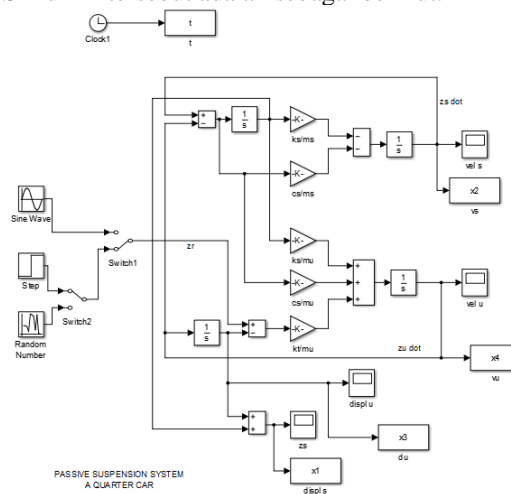 t
Clock1
t
zs dot
+
−
1
s
-K-
ks/ms
−
−
1
s
vel s
-K-
cs/ms
x2
vs
Sine Wave
Switch1
zr
-K-
ks/mu
Step
Switch2
-K-
cs/mu
+
+
+
1
s
vel u
Random
Number
1
s
+
−
-K-
kt/mu
zu dot
x4
vu
displ u
+
+
zs
x3
du
x1
displ s
PASSIVE SUSPENSION SYSTEM
A QUARTER CAR